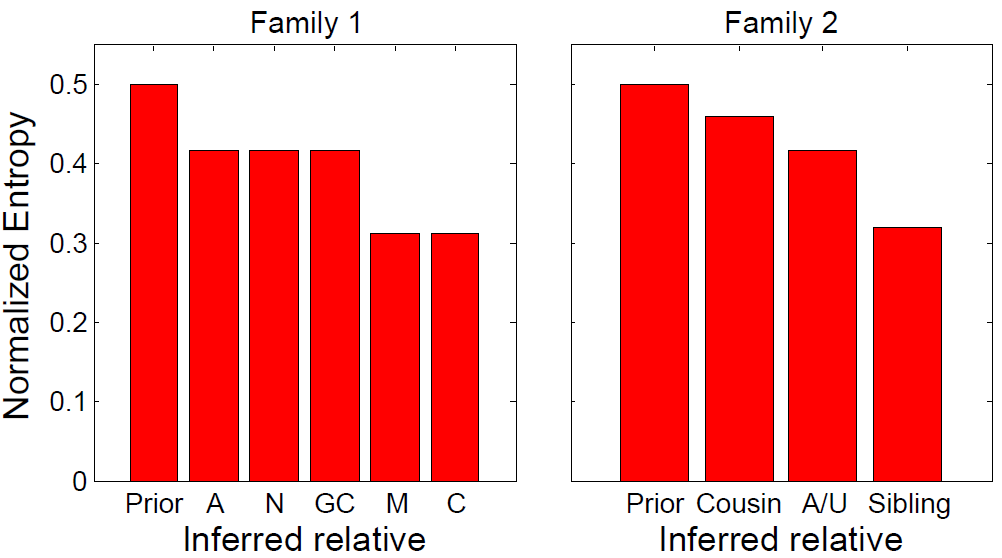 Family 1
Family 2
Normalized Entropy
0.5
0.4
0.3
0.2
0.1
0
Prior A N GC M C
Prior Cousin A/U Sibling
Inferred relative
Inferred relative